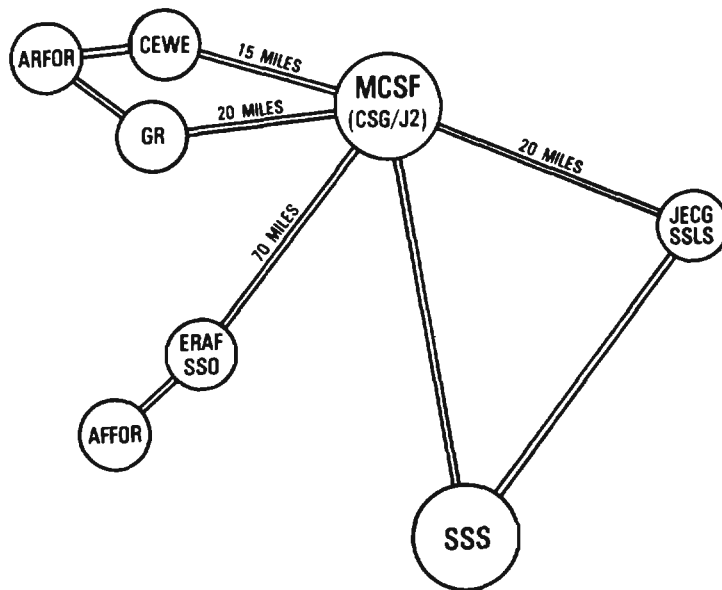 ARFOR
CEWE
15 MILES
MCSF
(CSG/J2)
GR
20 MILES
20 MILES
JECG
SSLS
70 MILES
ERAF
SSO
AFFOR
SSS